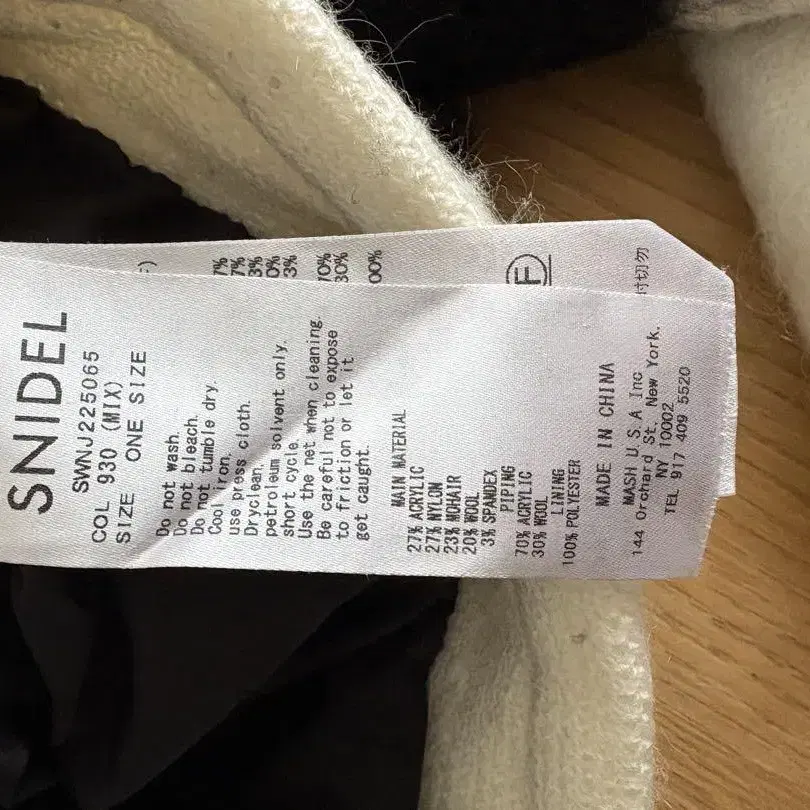 SNIDEL
SWNJ225065
COL 930 (MIX)
SIZE ONE SIZE
Do not wash.
Do not bleach.
Do not tumble dry.
Cool iron.
use press cloth.
Dryclean,
petroleum solvent only.
short cycle.
Use the net when cleaning.
Be careful not to expose
to friction or let it
get caught.
MAIN MATERIAL
27% ACRYLIC
27% NYLON
23% MOHAIR
20% WOOL
3% SPANDEX
PIPING
70% ACRYLIC
30% WOOL
LINING
100% POLYESTER
MADE IN CHINA
MASH U.S.A Inc
144 Orchard St. New York.
NY 10002
TEL 917 409 5520
F
切勿